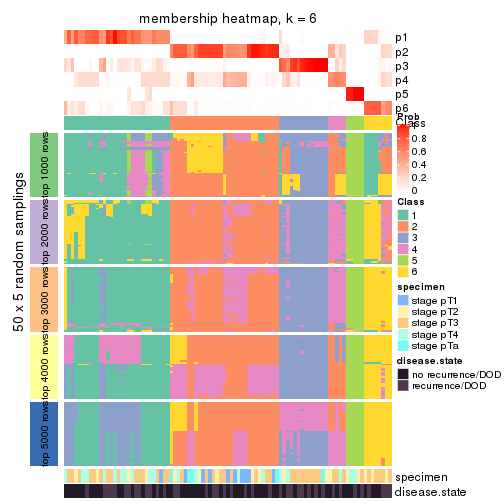 membership heatmap, k = 6
p1
p2
p3
p4
p5
p6
Class
Prob
1
0.8
0.6
0.4
0.2
0
Class
1
2
3
4
5
6
specimen
stage pT1
stage pT2
stage pT3
stage pT4
stage pTa
disease.state
no recurrence/DOD
recurrence/DOD
50 x 5 random samplings
top 1000 rows
top 2000 rows
top 3000 rows
top 4000 rows
top 5000 rows
specimen
disease.state